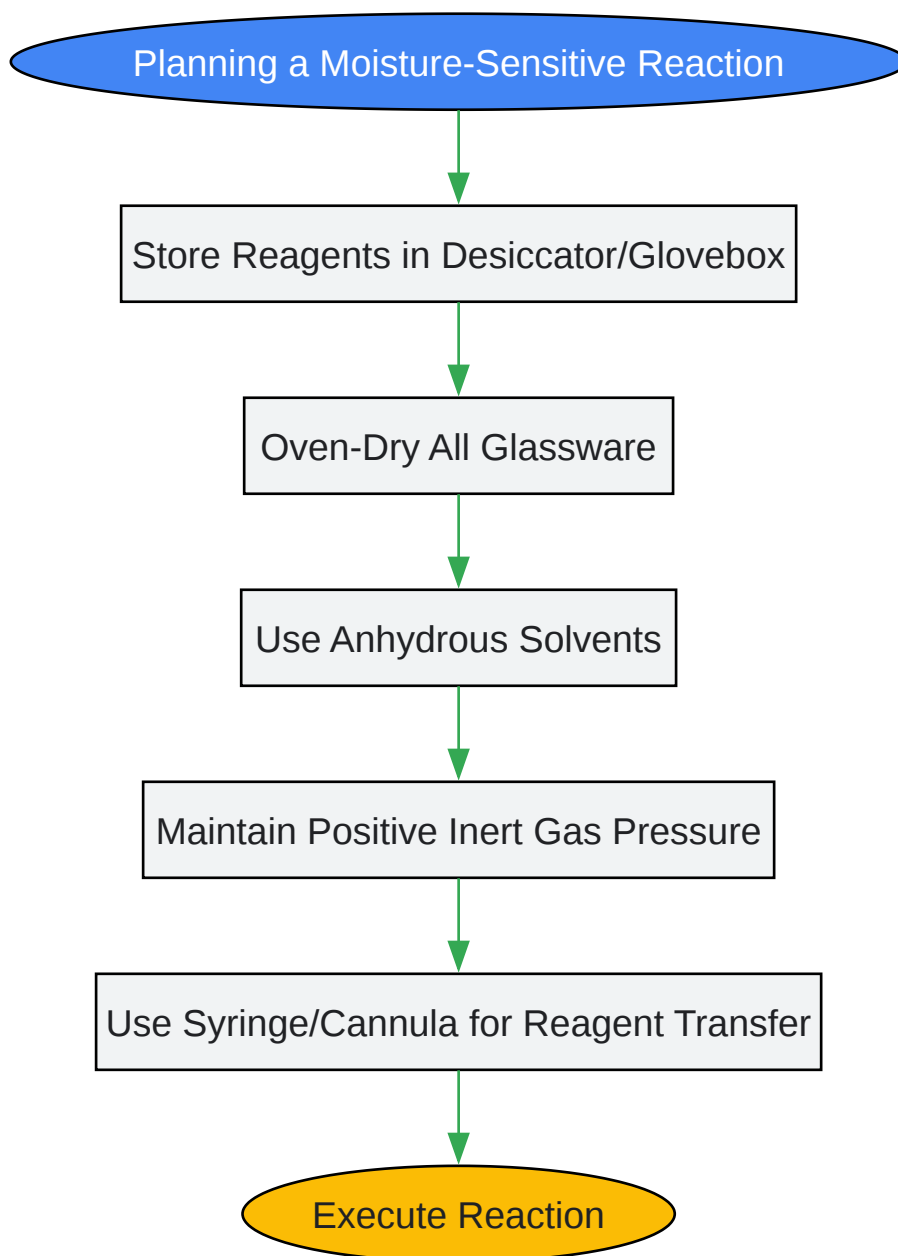 Planning a Moisture-Sensitive Reaction
Store Reagents in Desiccator/Glovebox
Oven-Dry All Glassware
Use Anhydrous Solvents
Maintain Positive Inert Gas Pressure
Use Syringe/Cannula for Reagent Transfer
Execute Reaction